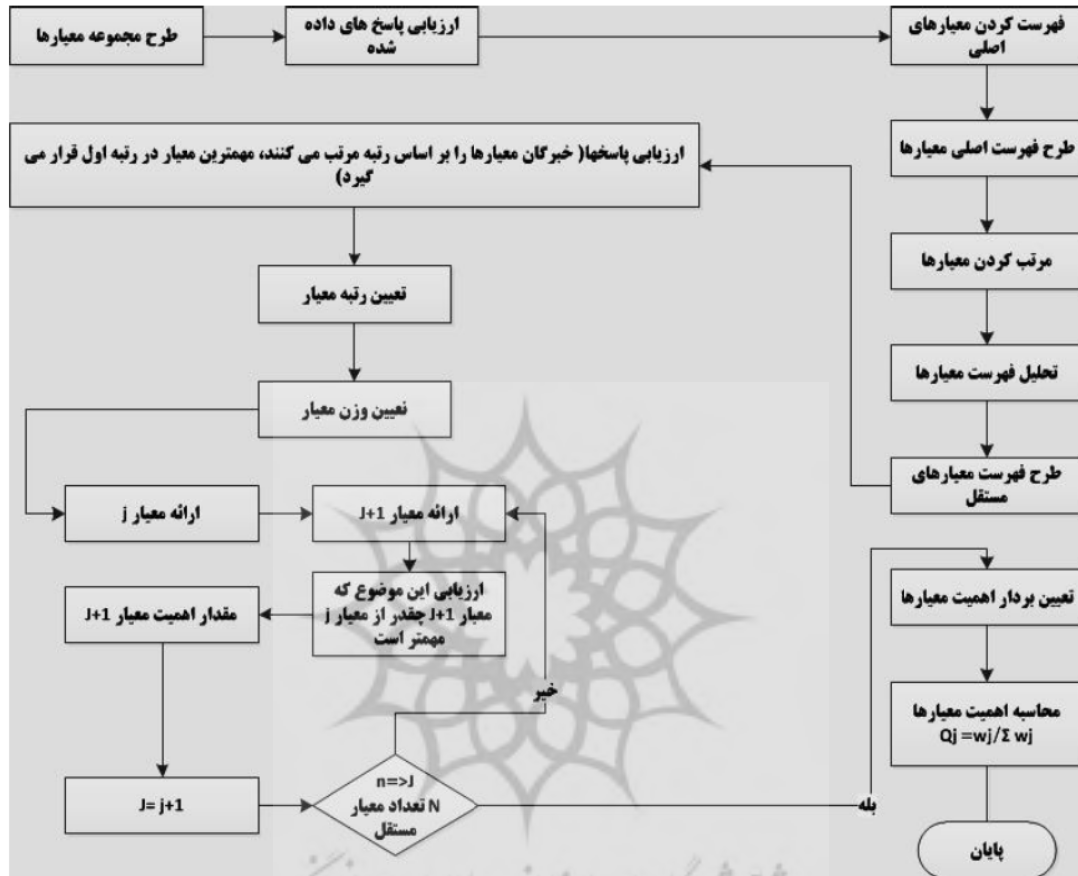 طرح مجموعه معیارها
ارزیابی پاسخ های داده
شده
فهرست کردن معیارهای
اصلی
طرح فهرست اصلی معیارها
مرتب کردن معیارها
تحلیل فهرست معیارها
طرح فهرست معیارهای
مستقل
ارزیابی پاسخها( خبرگان معیارها را بر اساس رتبه مرتب می کنند، مهمترین معیار در رتبه اول قرار می
گیرد)
تعیین رتبه معیار
تعیین وزن معیار
ارائه معیار j
ارائه معیار J+1
ارزیابی این موضوع که
معیار J+1 چقدر از معیار j
مهمتر است
مقدار اهمیت معیار J+1
J= j+1
n=>J
N تعداد معیار
مستقل
خیر
بله
تعیین بردار اهمیت معیارها
محاسبه اهمیت معیارها
Qj =wj/Σ wj
پایان